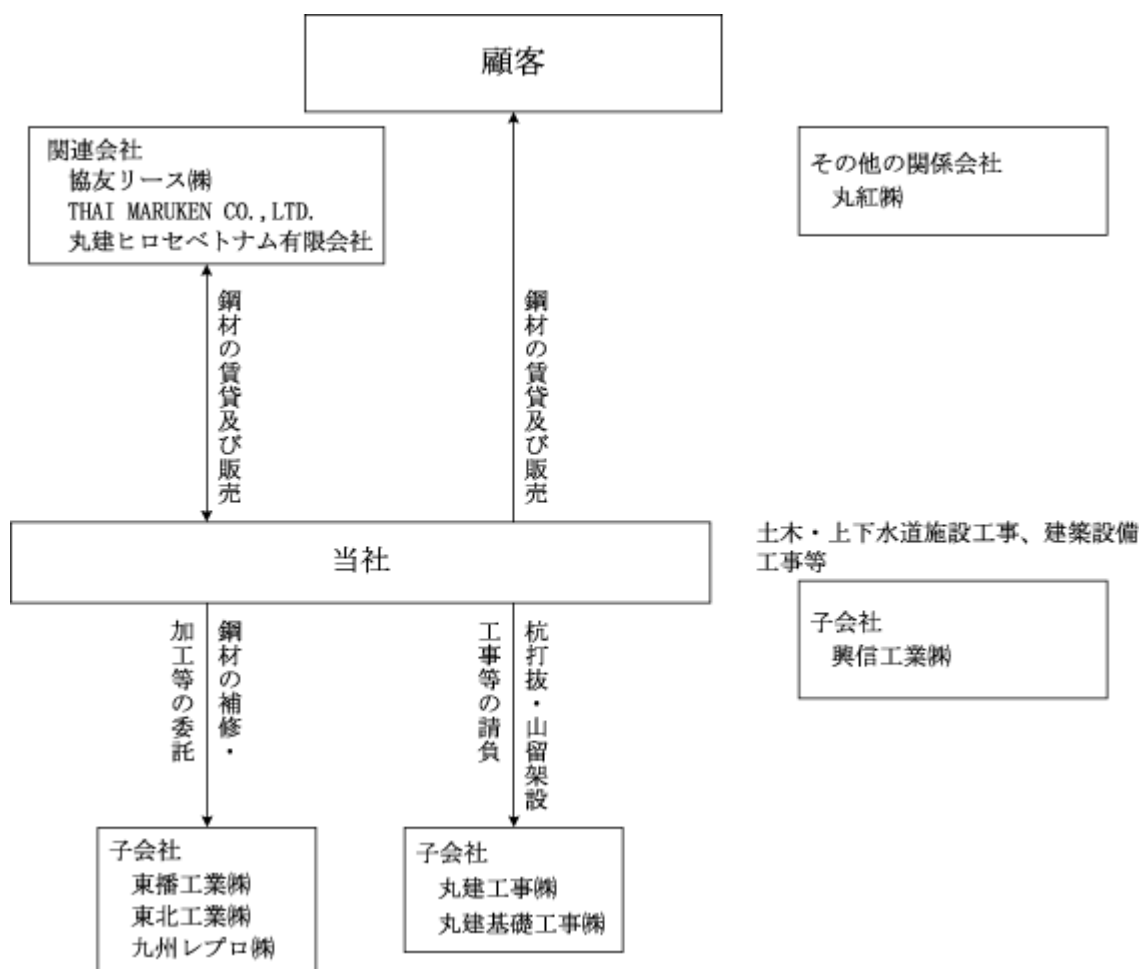 顧客
関連会社
協友リース㈱
THAI MARUKEN CO.,LTD.
丸建ヒロセベトナム有限会社
その他の関係会社
丸紅㈱
鋼材の賃貸及び販売
鋼材の賃貸及び販売
当社
土木・上下水道施設工事、建築設備
工事等
子会社
興信工業㈱
鋼材の補修・
加工等の委託
杭打抜・山留架設
工事等の請負
子会社
東播工業㈱
東北工業㈱
九州レプロ㈱
子会社
丸建工事㈱
丸建基礎工事㈱